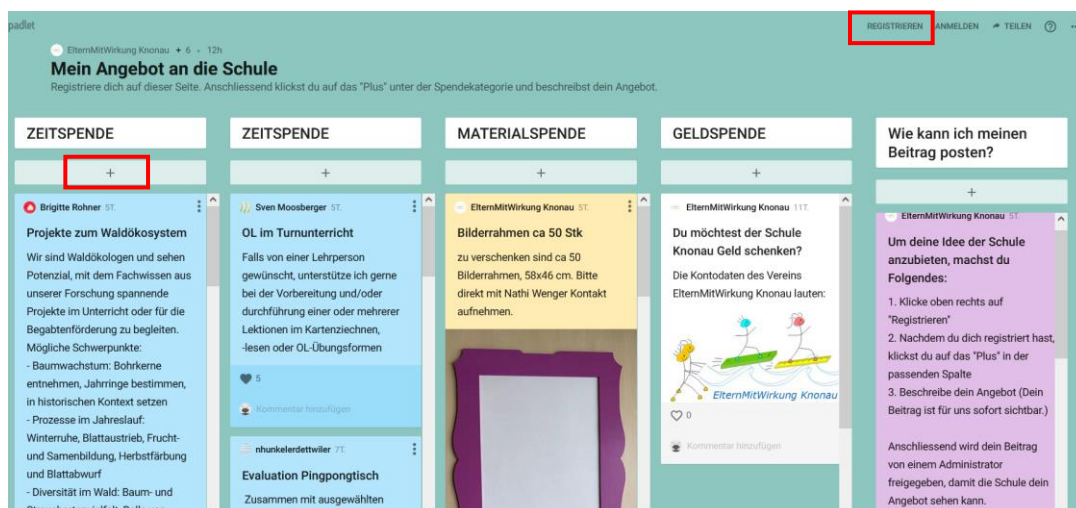 padlet
REGISTRIEREN ANMELDEN TEILEN
ElternMitWirkung Knonau + 6 12h
Mein Angebot an die Schule
Registriere dich auf dieser Seite. Anschliessend klickst du auf das "Plus" unter der Spendekategorie und beschreibst dein Angebot.
ZEITSPENDE
+
Brigitte Rohner 5T.
Projekte zum Waldökosystem
Wir sind Waldökologen und sehen
Potenzial, mit dem Fachwissen aus
unserer Forschung spannende
Projekte im Unterricht oder für die
Begabtenförderung zu begleiten.
Mögliche Schwerpunkte:
- Baumwachstum: Bohrkerne
entnehmen, Jahrringe bestimmen,
in historischen Kontext setzen
- Prozesse im Jahreslauf:
Winterruhe, Blattaustrieb, Frucht-
und Samenbildung, Herbstfärbung
und Blattabwurf
- Diversität im Wald: Baum- und
ZEITSPENDE
+
Sven Moosberger 5T.
OL im Turnunterricht
Falls von einer Lehrperson
gewünscht, unterstütze ich gerne
bei der Vorbereitung und/oder
durchführung einer oder mehrerer
Lektionen im Kartenziechnen,
-lesen oder OL-Übungsformen
5
Kommentar hinzufügen
nhunkelerdettwiler 7T.
Evaluation Pingpongtisch
Zusammen mit ausgewählten
MATERIALSPENDE
+
ElternMitWirkung Knonau 5T.
Bilderrahmen ca 50 Stk
zu verschenken sind ca 50
Bilderrahmen, 58x46 cm. Bitte
direkt mit Nathi Wenger Kontakt
aufnehmen.
GELDSPENDE
+
ElternMitWirkung Knonau 11T.
Du möchtest der Schule
Knonau Geld schenken?
Die Kontodaten des Vereins
ElternMitWirkung Knonau lauten:
ElternMitWirkung Knonau
0
Kommentar hinzufügen
Wie kann ich meinen
Beitrag posten?
+
ElternMitWirkung Knonau 5T.
Um deine Idee der Schule
anzubieten, machst du
Folgendes:
1. Klicke oben rechts auf
"Registrieren"
2. Nachdem du dich registriert hast,
klickst du auf das "Plus" in der
passenden Spalte
3. Beschreibe dein Angebot (Dein
Beitrag ist für uns sofort sichtbar.)
Anschliessend wird dein Beitrag
von einem Administrator
freigegeben, damit die Schule dein
Angebot sehen kann.